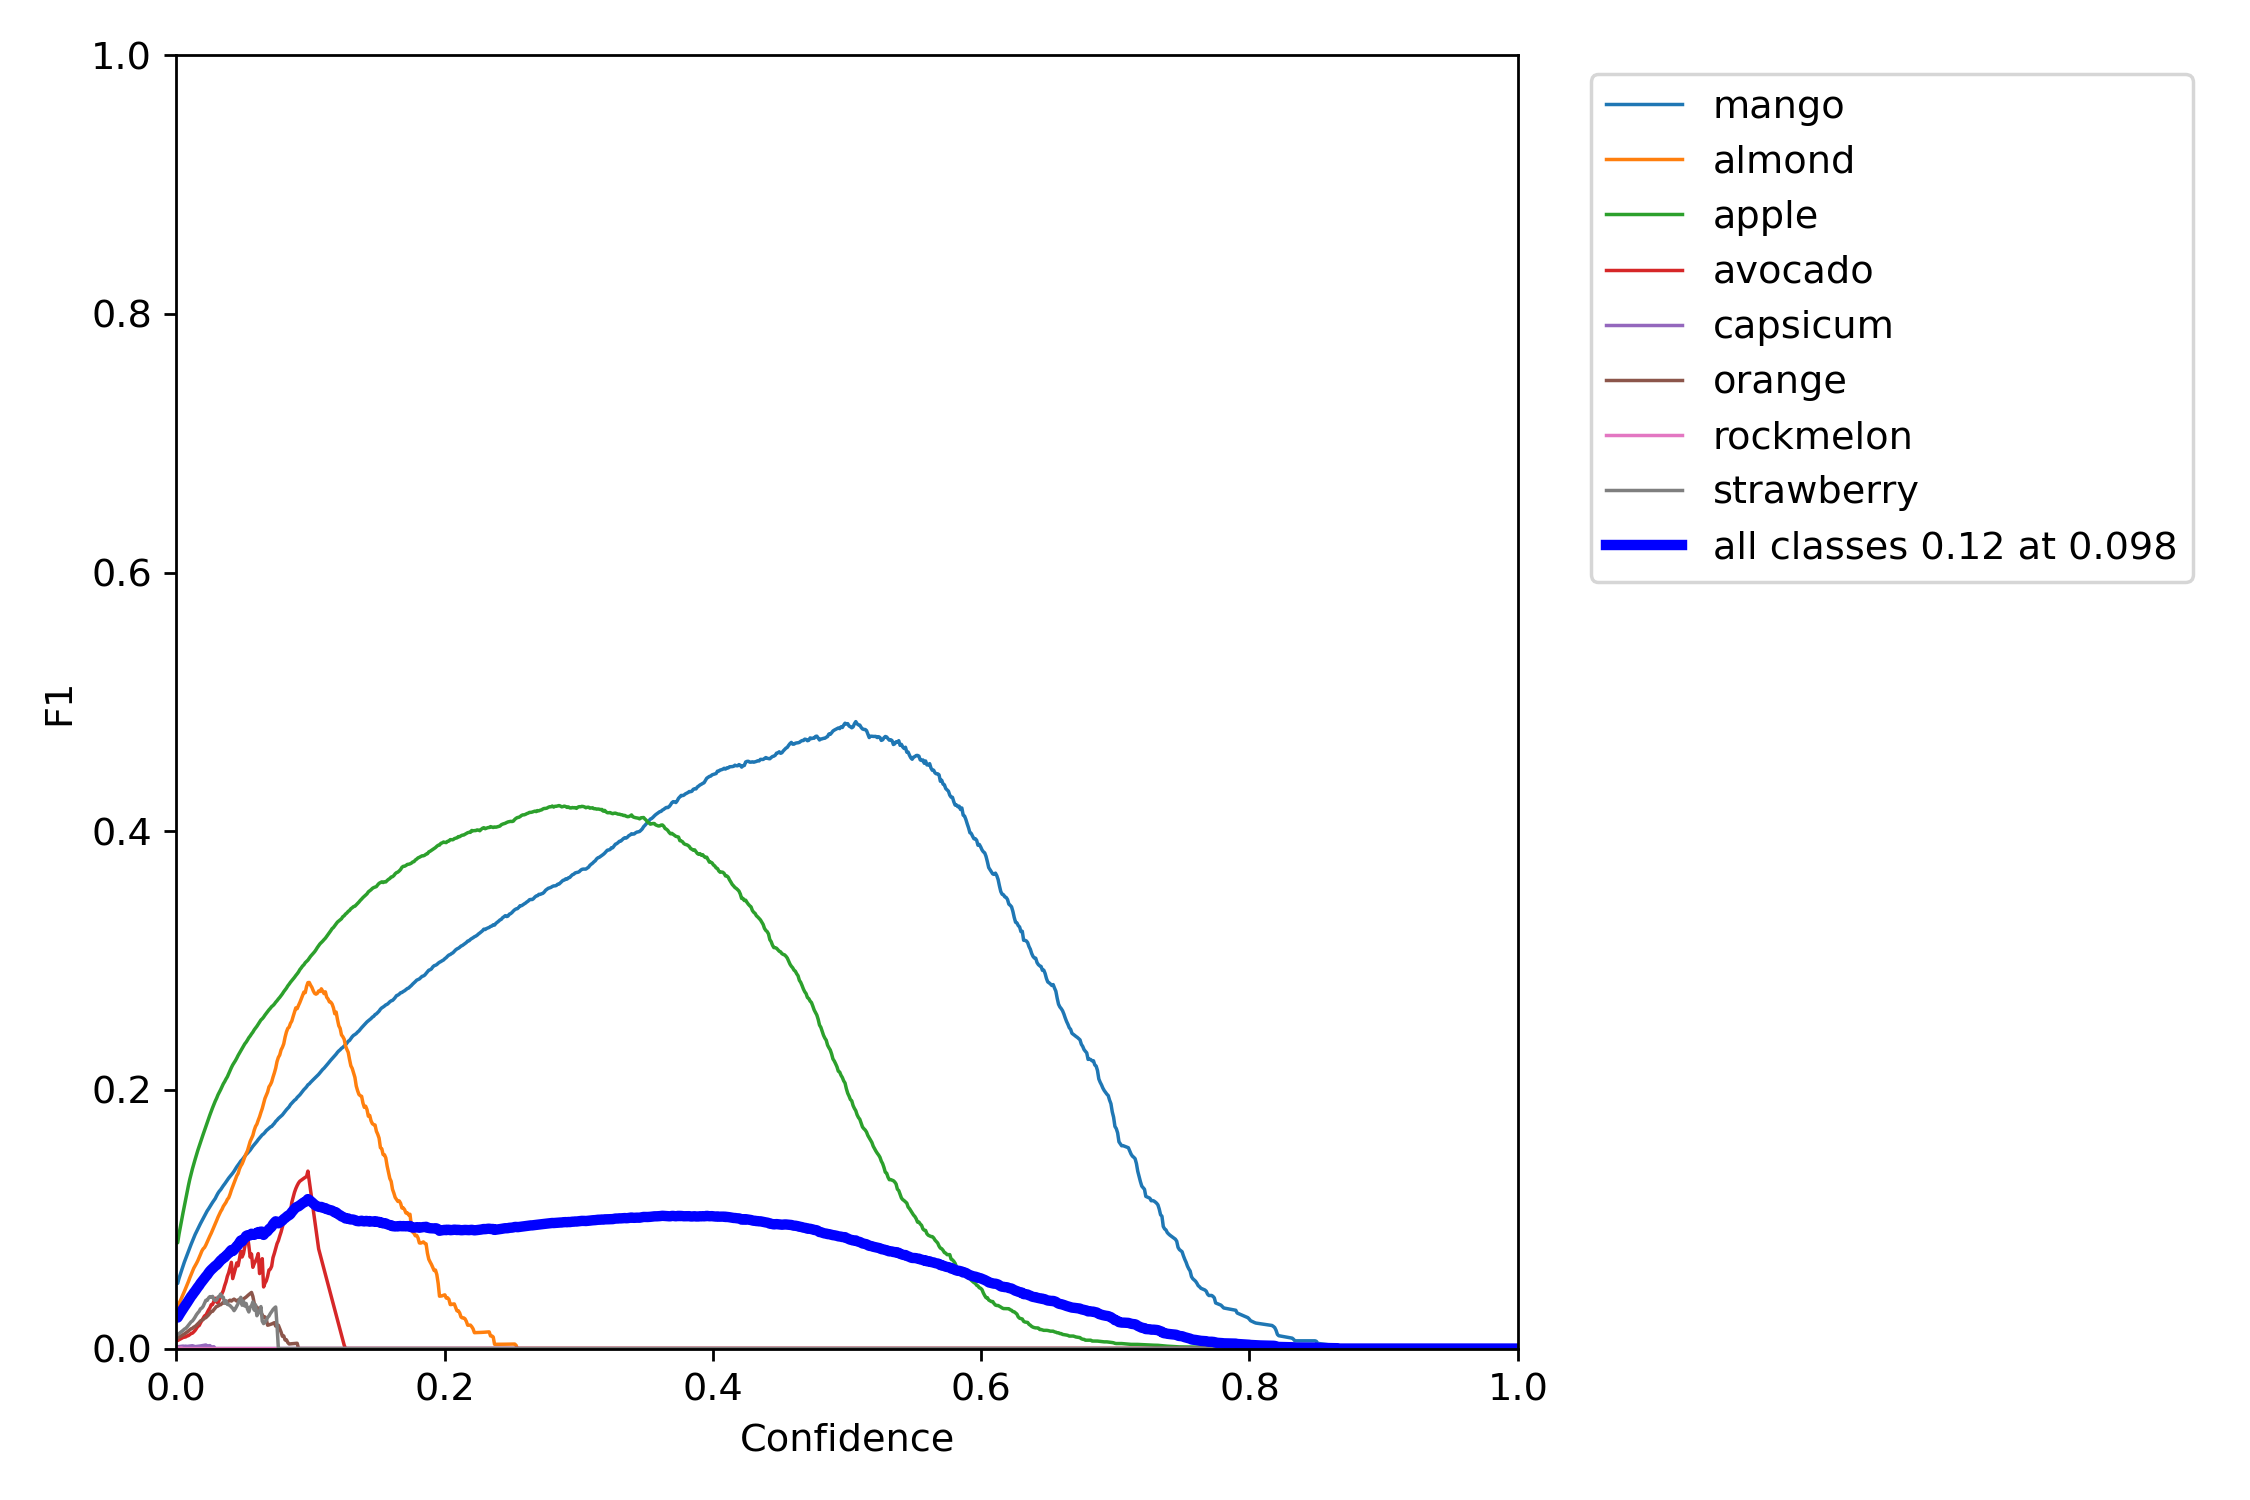 1.0
0.8
0.6
0.4
0.2
0.0
F1
0.0 0.2 0.4 0.6 0.8 1.0
Confidence
mango
almond
apple
avocado
capsicum
orange
rockmelon
strawberry
all classes 0.12 at 0.098